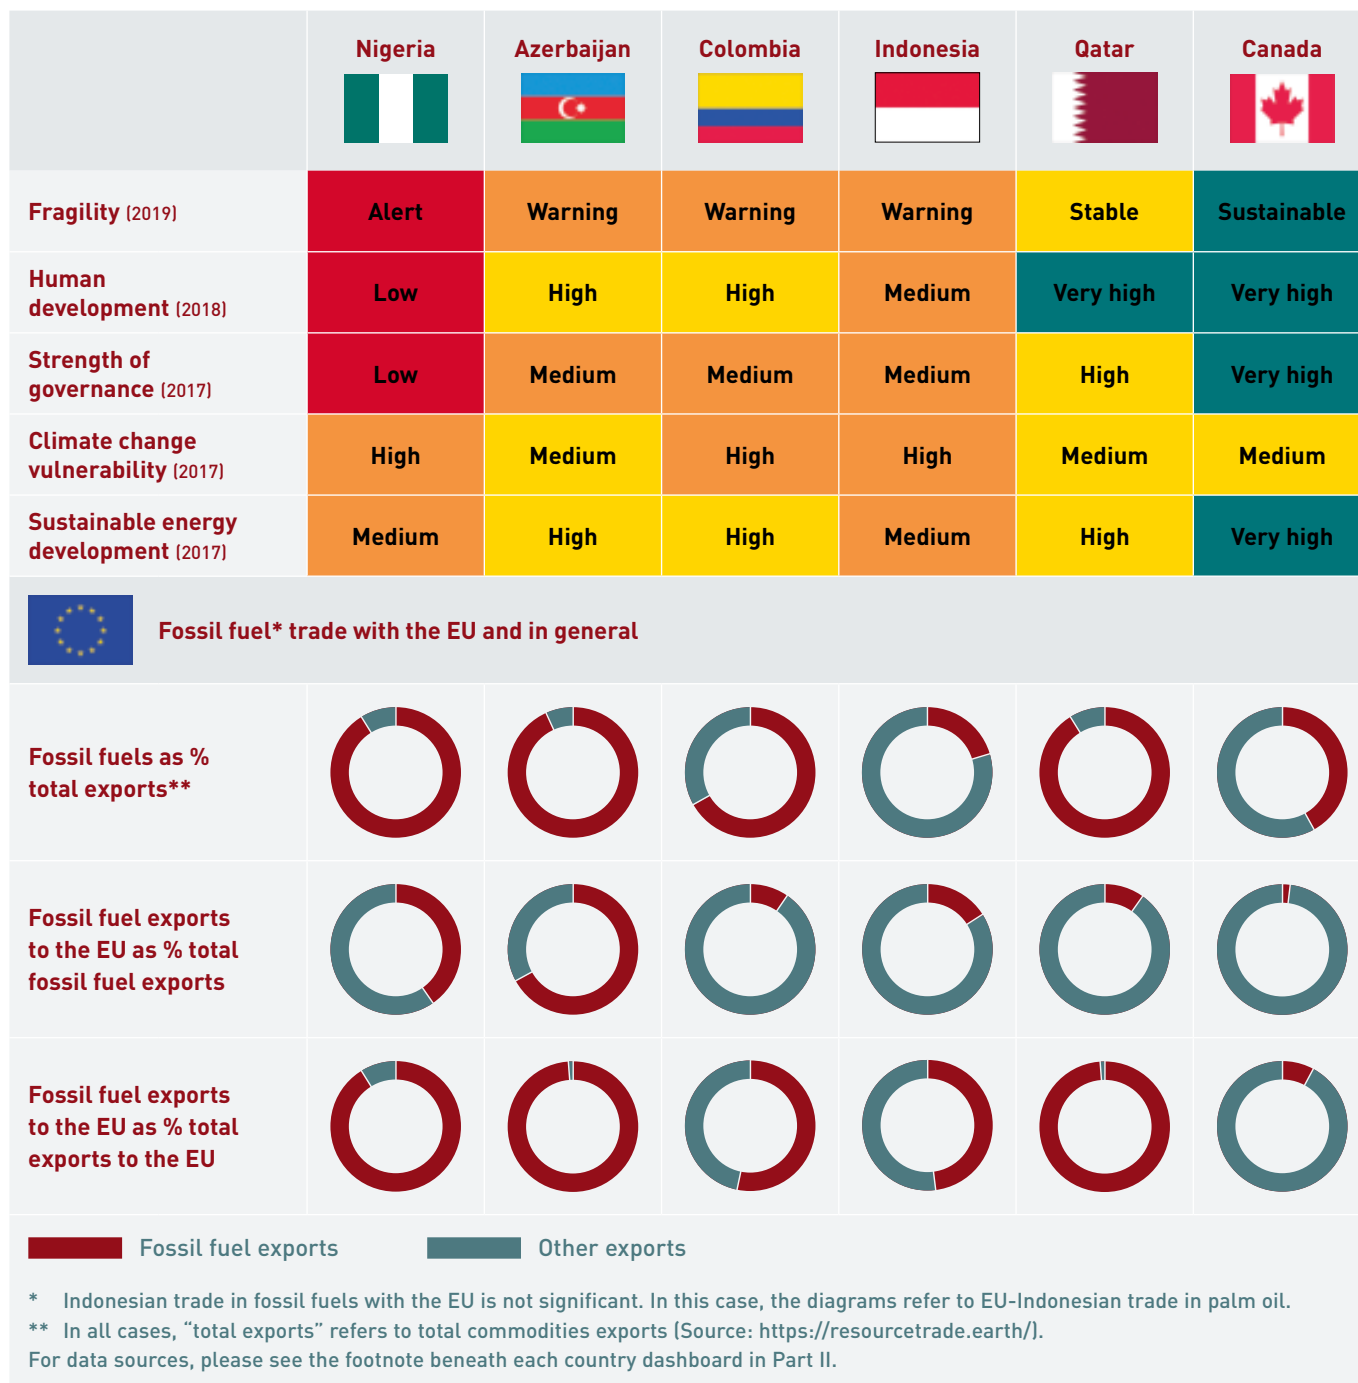 Nigeria Azerbaijan Colombia Indonesia Qatar Canada
Fragility (2019) Alert Warning Warning Warning Stable Sustainable
Human
development (2018) Low High High Medium Very high Very high
Strength of
governance (2017) Low Medium Medium Medium High Very high
Climate change
vulnerability (2017) High Medium High High Medium Medium
Sustainable energy
development (2017) Medium High High Medium High Very high
Fossil fuel* trade with the EU and in general
Fossil fuels as %
total exports**
Fossil fuel exports
to the EU as % total
fossil fuel exports
Fossil fuel exports
to the EU as % total
exports to the EU
Fossil fuel exports Other exports
* Indonesian trade in fossil fuels with the EU is not significant. In this case, the diagrams refer to EU-Indonesian trade in palm oil.
** In all cases, “total exports” refers to total commodities exports (Source: https://resourcetrade.earth/).
For data sources, please see the footnote beneath each country dashboard in Part II.